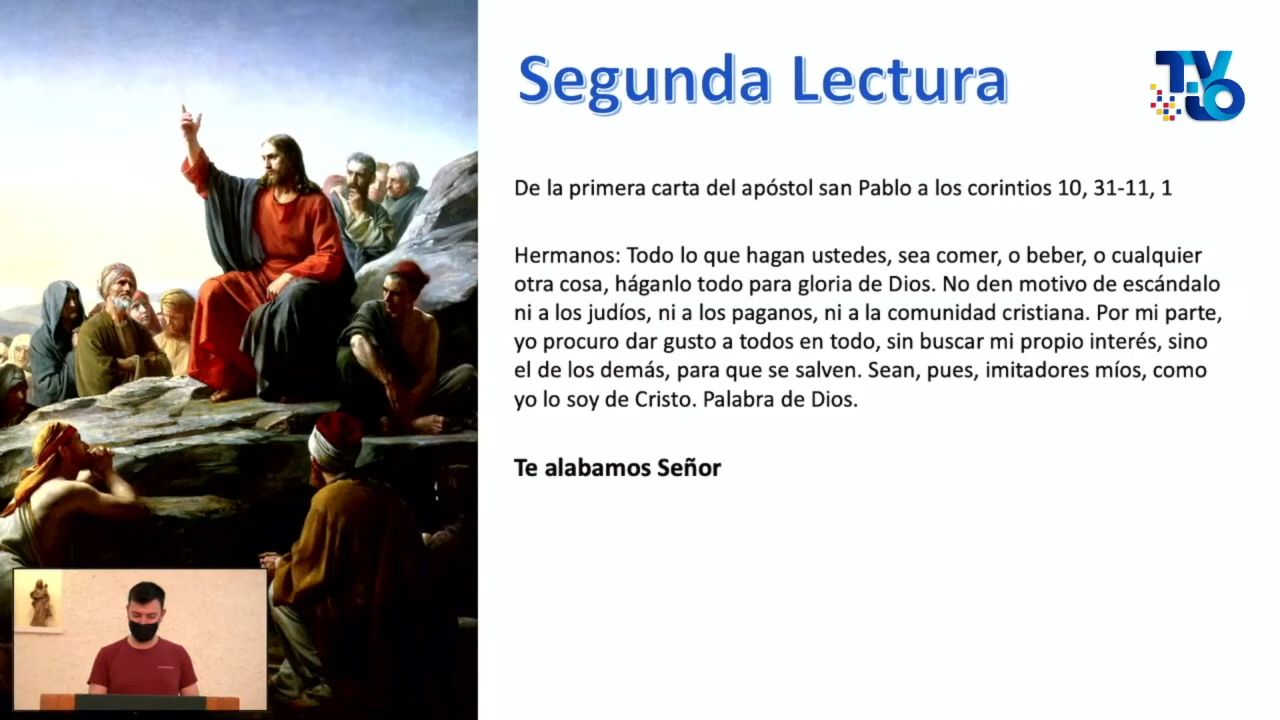 Segunda Lectura
TVO
De la primera carta del apóstol san Pablo a los corintios 10, 31-11, 1
Hermanos: Todo lo que hagan ustedes, sea comer, o beber, o cualquier
otra cosa, háganlo todo para gloria de Dios. No den motivo de escándalo
ni a los judíos, ni a los paganos, ni a la comunidad cristiana. Por mi parte,
yo procuro dar gusto a todos en todo, sin buscar mi propio interés, sino
el de los demás, para que se salven. Sean, pues, imitadores míos, como
yo lo soy de Cristo. Palabra de Dios.
Te alabamos Señor